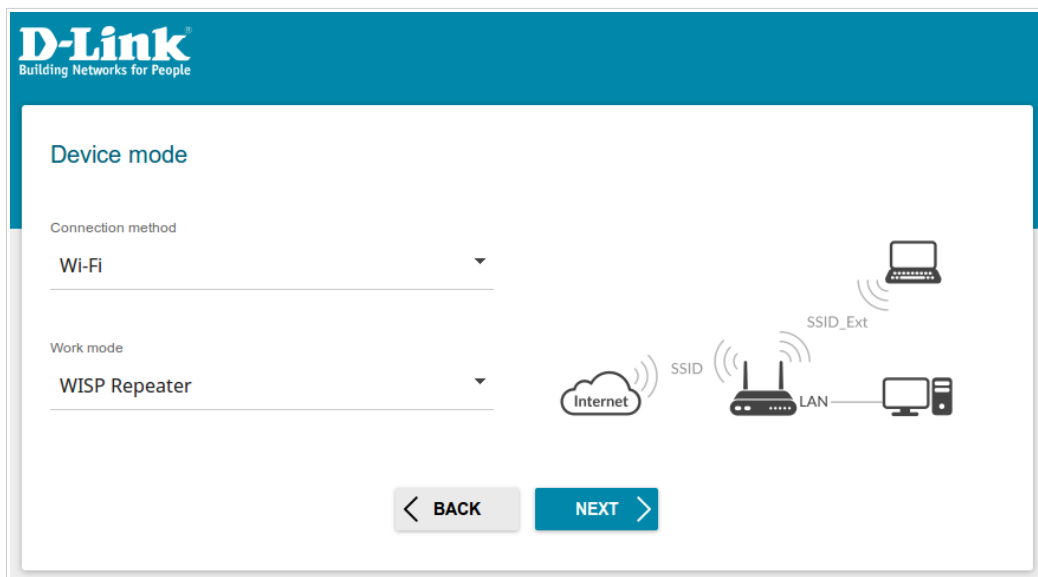 D-Link
Building Networks for People
Device mode
Connection method
Wi-Fi
Work mode
WISP Repeater
SSID_Ext
SSID
Internet
LAN
BACK
NEXT